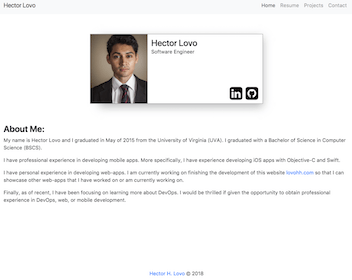 Hector Lovo
Home Resume Projects Contact
Hector Lovo
Software Engineer
in
About Me:
My name is Hector Lovo and I graduated in May of 2015 from the University of Virginia (UVA). I graduated with a Bachelor of Science in Computer
Science (BSCS).
I have professional experience in developing mobile apps. More specifically, I have experience developing iOS apps with Objective-C and Swift.
I have personal experience in developing web-apps. I am currently working on finishing the development of this website lovohh.com so that I can
showcase other web-apps that I have worked on or am currently working on.
Finally, as of recent, I have been focusing on learning more about DevOps. I would be thrilled if given the opportunity to obtain professional
experience in DevOps, web, or mobile development.
Hector H. Lovo © 2018